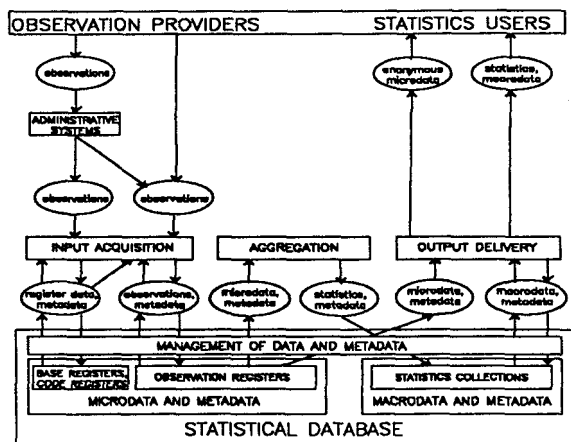 OBSERVATION PROVIDERS STATISTICS USERS
observations
anonymous
microdata
statistics,
macrodata
ADMINISTRATIVE
SYSTEMS
observations
observations
INPUT ACQUISITION
AGGREGATION
OUTPUT DELIVERY
register data,
metadata
observations,
metadata
microdata,
metadata
statistics,
metadata
microdata,
metadata
macrodata,
metadata
MANAGEMENT OF DATA AND METADATA
BASE REGISTERS,
CODE REGISTERS
OBSERVATION REGISTERS
STATISTICS COLLECTIONS
MICRODATA AND METADATA
MACRODATA AND METADATA
STATISTICAL DATABASE